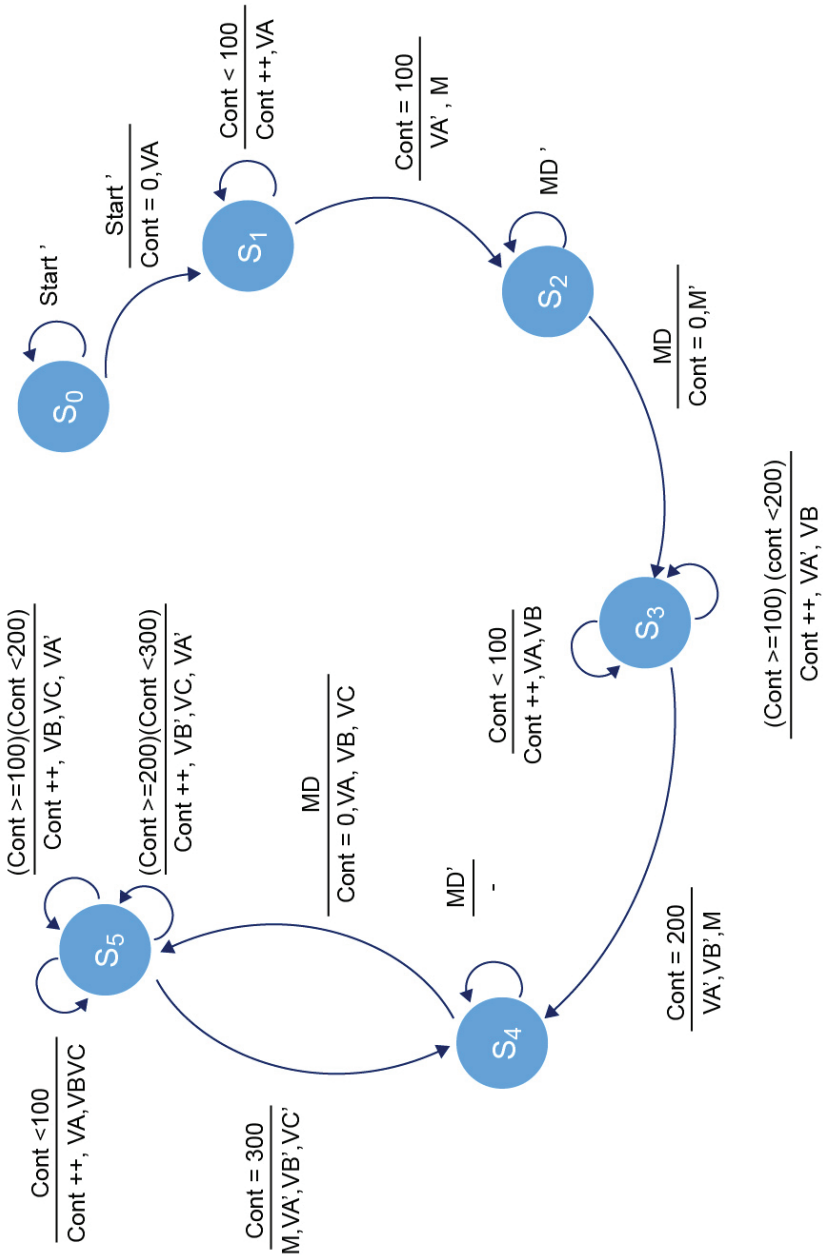 Cont <100
Cont ++, VA,VBVC
(Cont >=100)(Cont <200)
Cont ++, VB,VC, VA'
(Cont >=200)(Cont <300)
Cont ++, VB',VC, VA'
S5
S0
Start '
Start '
Cont = 0,VA
S1
Cont < 100
Cont ++,VA
Cont = 300
M,VA',VB',VC'
MD
Cont = 0,VA, VB, VC
Cont = 100
VA' , M
MD'
-
S4
Cont < 100
Cont ++,VA,VB
S2
MD '
S3
MD
Cont = 0,M'
Cont = 200
VA',VB',M
(Cont >=100) (cont <200)
Cont ++, VA', VB